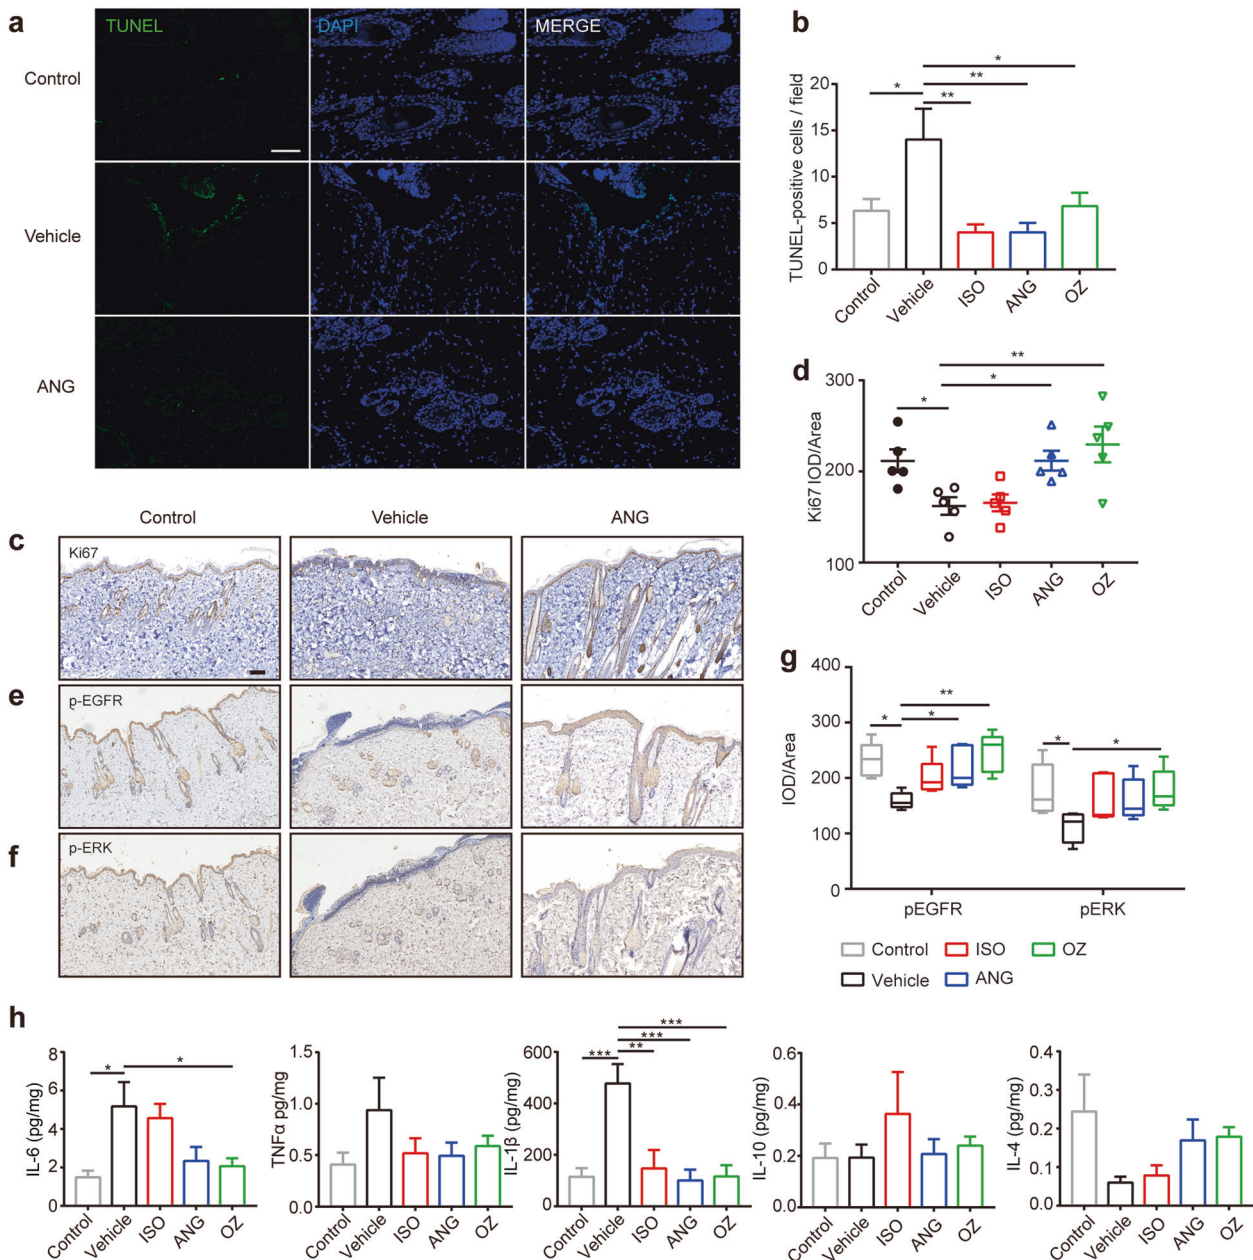 a
TUNEL
DAPI
MERGE
Control
Vehicle
ANG
b
TUNEL-positive cells / field
20
15
10
5
0
*
**
**
*
Control
Vehicle
ISO
ANG
OZ
d
Ki67 IOD/Area
300
200
100
*
*
**
Control
Vehicle
ISO
ANG
OZ
Control
Vehicle
ANG
c
Ki67
e
p-EGFR
f
p-ERK
g
IOD/Area
400
300
200
100
0
*
*
**
*
*
pEGFR
pERK
Control
ISO
OZ
Vehicle
ANG
h
IL-6 (pg/mg)
8
6
4
2
0
*
*
Control
Vehicle
ISO
ANG
OZ
TNFα pg/mg
1.5
1.0
0.5
0.0
Control
Vehicle
ISO
ANG
OZ
IL-1β (pg/mg)
600
400
200
0
***
**
***
***
Control
Vehicle
ISO
ANG
OZ
IL-10 (pg/mg)
0.6
0.4
0.2
0.0
Control
Vehicle
ISO
ANG
OZ
IL-4 (pg/mg)
0.4
0.3
0.2
0.1
0.0
Control
Vehicle
ISO
ANG
OZ